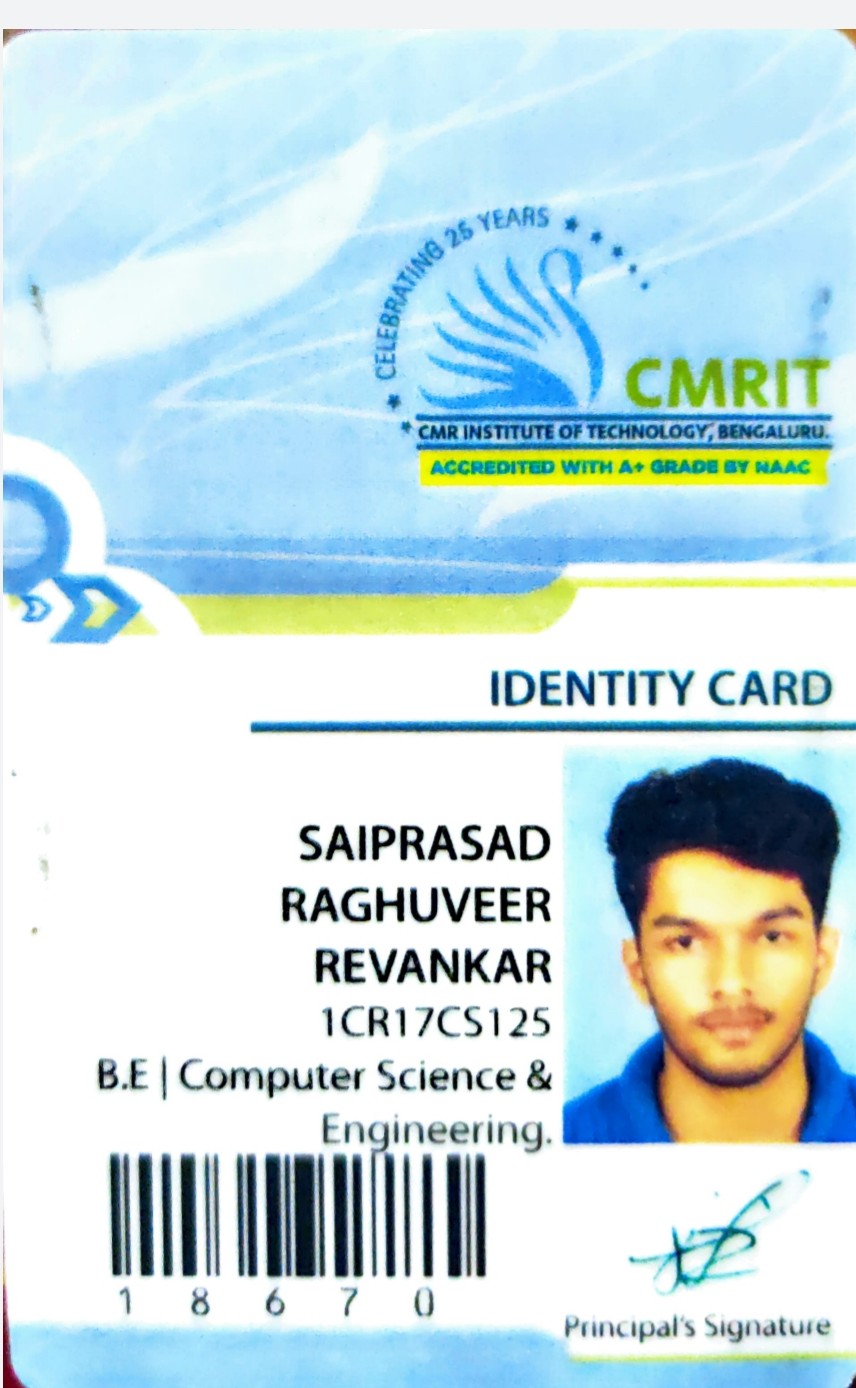 CELEBRATING 25 YEARS
CMRIT
CMR INSTITUTE OF TECHNOLOGY, BENGALURU.
ACCREDITED WITH A+ GRADE BY NAAC
IDENTITY CARD
SAIPRASAD
RAGHUVEER
REVANKAR
1CR17CS125
B.E | Computer Science &
Engineering.
1 8 6 7 0
Principal's Signature